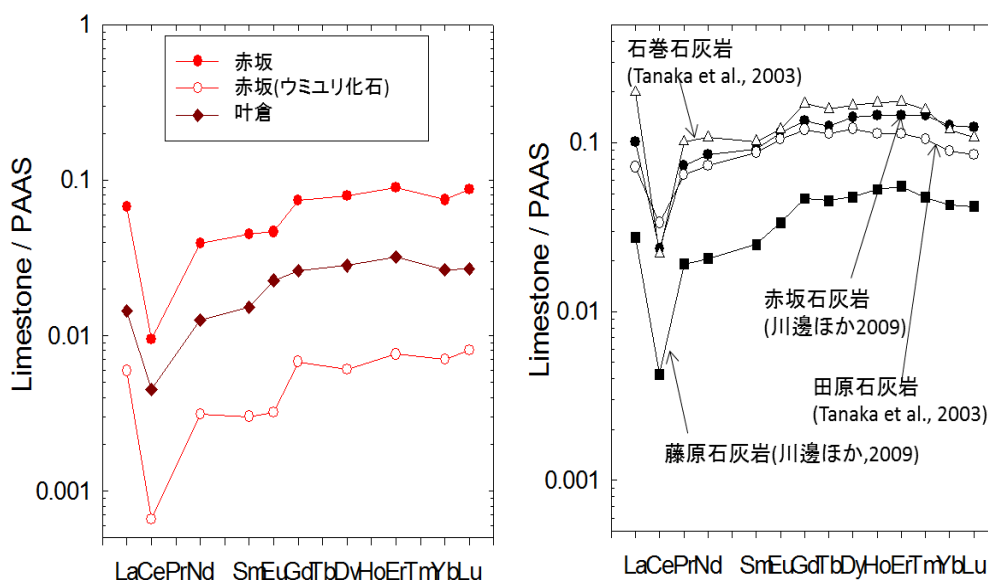 1
0.1
0.01
0.001
Limestone / PAAS
赤坂
赤坂(ウミユリ化石)
叶倉
LaCePrNd SmEuGdTbDyHoErTmYbLu
0.1
0.01
0.001
Limestone / PAAS
石巻石灰岩
(Tanaka et al., 2003)
赤坂石灰岩
(川邊ほか2009)
田原石灰岩
(Tanaka et al., 2003)
藤原石灰岩(川邊ほか,2009)
LaCePrNd SmEuGdTbDyHoErTmYbLu